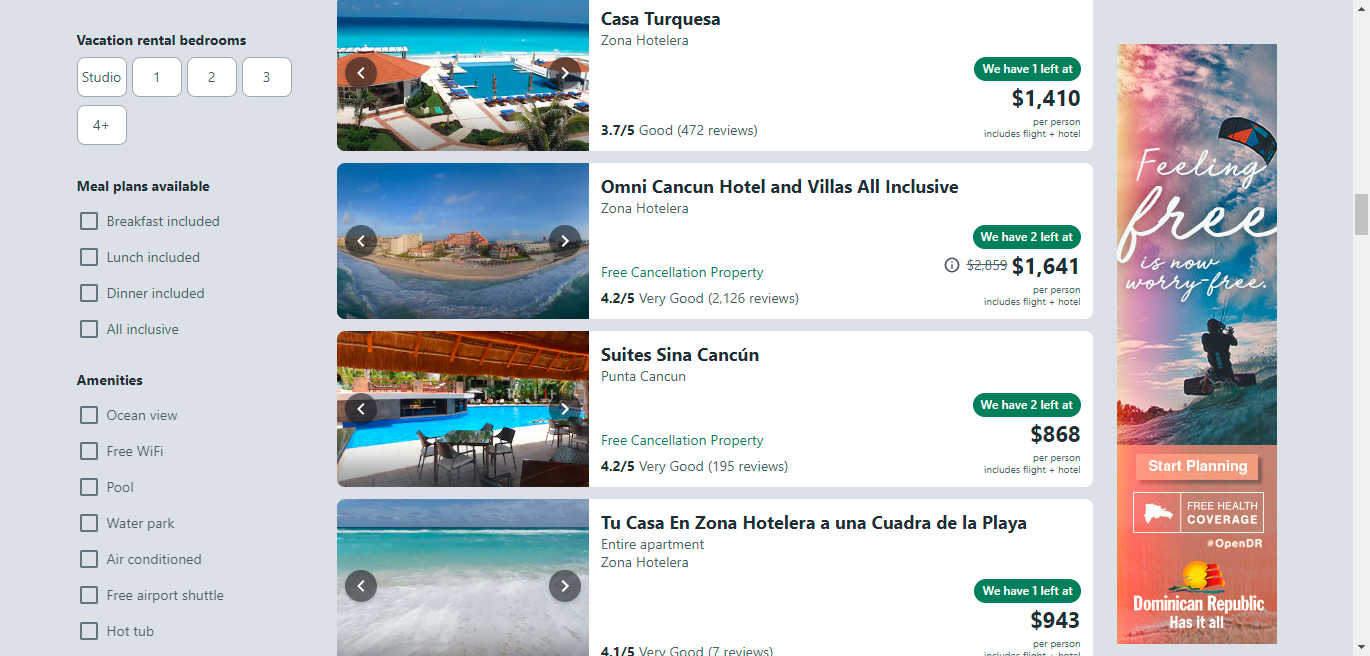 Vacation rental bedrooms
Studio
1
2
3
4+
Meal plans available
Breakfast included
Lunch included
Dinner included
All inclusive
Amenities
Ocean view
Free WiFi
Pool
Water park
Air conditioned
Free airport shuttle
Hot tub
Casa Turquesa
Zona Hotelera
We have 1 left at
$1,410
per person
includes flight + hotel
3.7/5 Good (472 reviews)
Omni Cancun Hotel and Villas All Inclusive
Zona Hotelera
We have 2 left at
$2,859 $1,641
per person
includes flight + hotel
Free Cancellation Property
4.2/5 Very Good (2,126 reviews)
Suites Sina Cancún
Punta Cancun
We have 2 left at
$868
per person
includes flight + hotel
Free Cancellation Property
4.2/5 Very Good (195 reviews)
Tu Casa En Zona Hotelera a una Cuadra de la Playa
Entire apartment
Zona Hotelera
We have 1 left at
$943
per person
includes flight + hotel
4.1/5 Very Good (7 reviews)
Feeling
free
is now
worry-free.
Start Planning
FREE HEALTH
COVERAGE
#OpenDR
Dominican Republic
Has it all